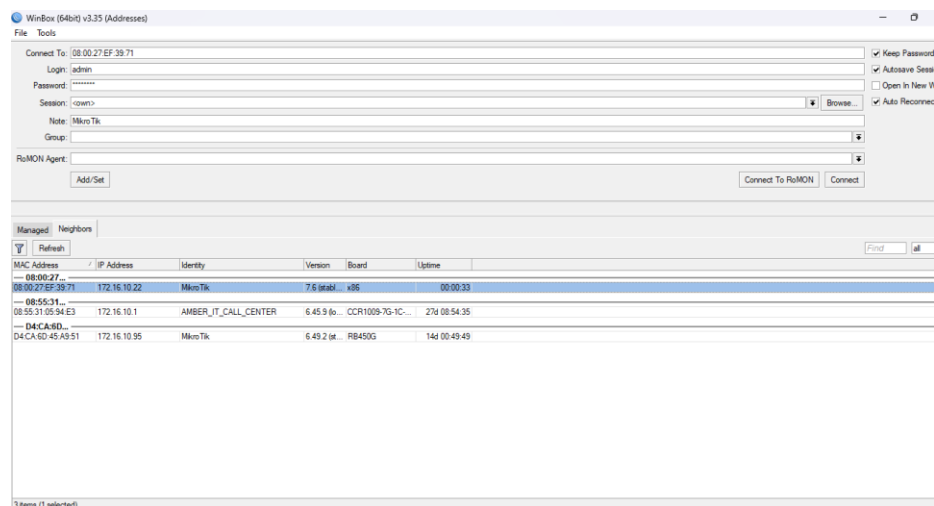 WinBox (64bit) v3.35 (Addresses)
File Tools
Connect To: 08:00:27:EF:39:71
Keep Password
Login: admin
Autosave Sessi
Password: ********
Open In New W
Session: <own> Browse...
Auto Reconnec
Note: MikroTik
Group:
RoMON Agent:
Add/Set Connect To RoMON Connect
Managed Neighbors
Refresh Find all
MAC Address / IP Address Identity Version Board Uptime
08:00:27...
08:00:27:EF:39:71 172.16.10.22 MikroTik 7.6 (stabl... x86 00:00:33
08:55:31...
08:55:31:05:94:E3 172.16.10.1 AMBER_IT_CALL_CENTER 6.45.9 (lo... CCR1009-7G-1C-... 27d 08:54:35
D4:CA:6D...
D4:CA:6D:45:A9:51 172.16.10.95 MikroTik 6.49.2 (st... RB450G 14d 00:49:49
3 items (1 selected)